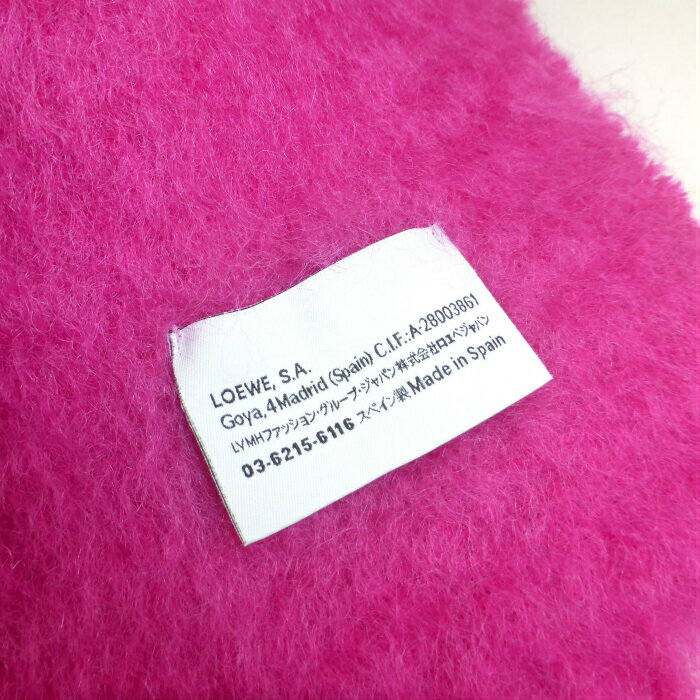 LOEWE, S.A.
Goya, 4 Madrid (Spain) C.I.F.: A-28003861
LVMHファッション・グループ・ジャパン株式会社ロエベジャパン
03-6215-6116 スペイン製 Made in Spain